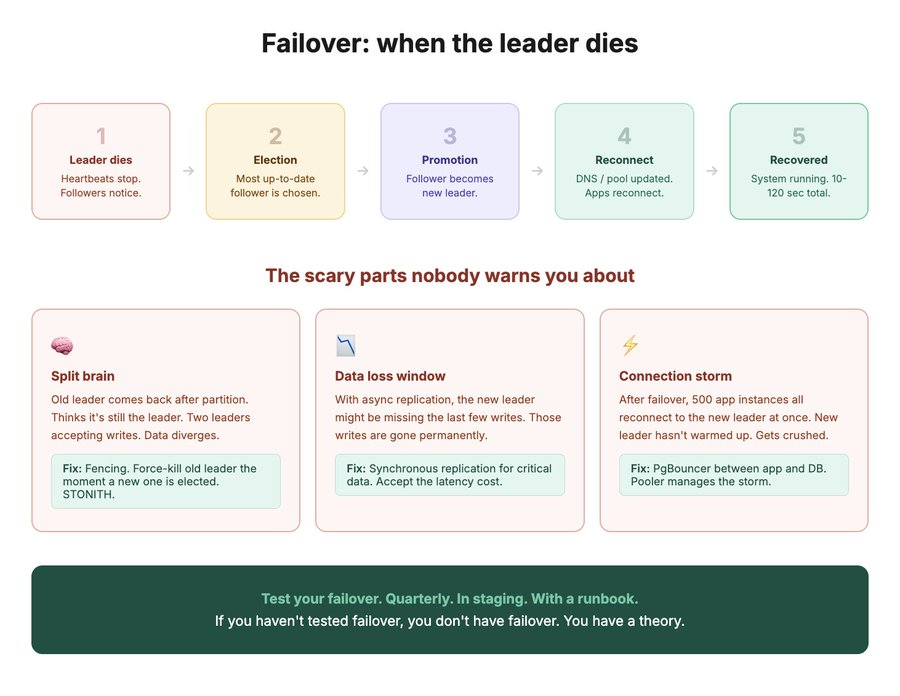 Failover: when the leader dies
1
Leader dies
Heartbeats stop.
Followers notice.
→
2
Election
Most up-to-date
follower is chosen.
→
3
Promotion
Follower becomes
new leader.
→
4
Reconnect
DNS / pool updated.
Apps reconnect.
→
5
Recovered
System running. 10-
120 sec total.
The scary parts nobody warns you about
Split brain
Old leader comes back after partition.
Thinks it's still the leader. Two leaders
accepting writes. Data diverges.
Fix: Fencing. Force-kill old leader the
moment a new one is elected.
STONITH.
Data loss window
With async replication, the new leader
might be missing the last few writes. Those
writes are gone permanently.
Fix: Synchronous replication for critical
data. Accept the latency cost.
Connection storm
After failover, 500 app instances all
reconnect to the new leader at once. New
leader hasn't warmed up. Gets crushed.
Fix: PgBouncer between app and DB.
Pooler manages the storm.
Test your failover. Quarterly. In staging. With a runbook.
If you haven't tested failover, you don't have failover. You have a theory.